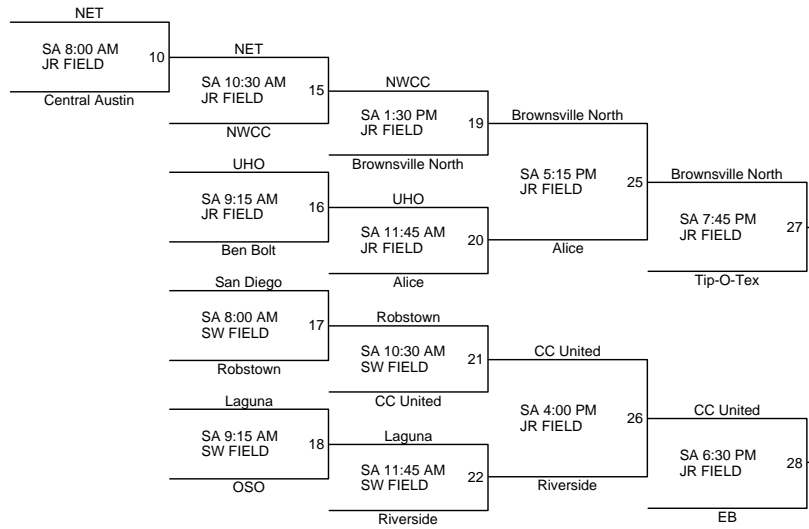 NET
SA 8:00 AM
JR FIELD
10
Central Austin
NET
SA 10:30 AM
JR FIELD
15
NWCC
UHO
SA 9:15 AM
JR FIELD
16
Ben Bolt
San Diego
SA 8:00 AM
SW FIELD
17
Robstown
Laguna
SA 9:15 AM
SW FIELD
18
OSO
NWCC
SA 1:30 PM
JR FIELD
19
Brownsville North
UHO
SA 11:45 AM
JR FIELD
20
Alice
Robstown
SA 10:30 AM
SW FIELD
21
CC United
Laguna
SA 11:45 AM
SW FIELD
22
Riverside
Brownsville North
SA 5:15 PM
JR FIELD
25
Alice
CC United
SA 4:00 PM
JR FIELD
26
Riverside
Brownsville North
SA 7:45 PM
JR FIELD
27
Tip-O-Tex
CC United
SA 6:30 PM
JR FIELD
28
EB